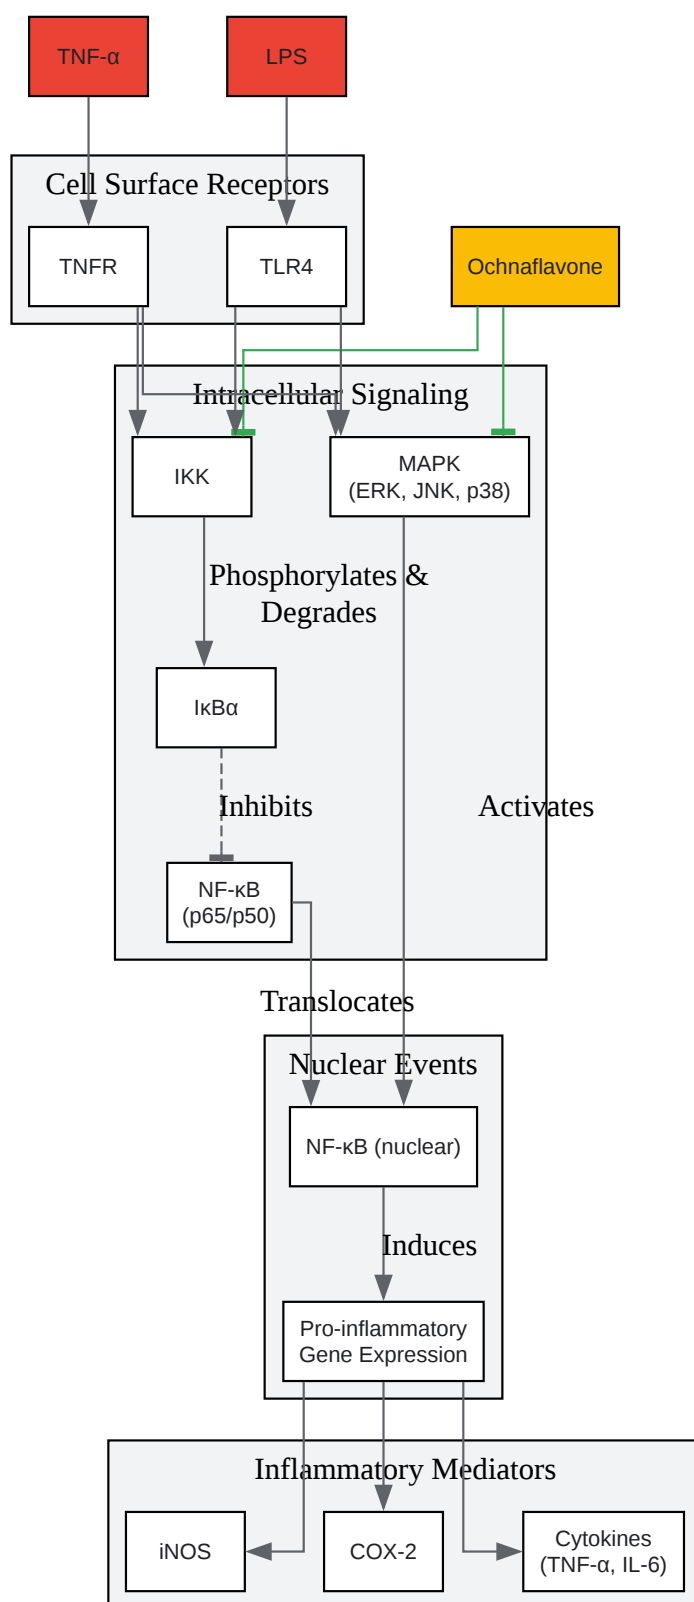 TNF-α
LPS
Cell Surface Receptors
TNFR
TLR4
Ochnaflavone
Intracellular Signaling
IKK
MAPK
(ERK, JNK, p38)
Phosphorylates &
Degrades
IκBα
Inhibits
Activates
NF-κB
(p65/p50)
Translocates
Nuclear Events
NF-κB (nuclear)
Induces
Pro-inflammatory
Gene Expression
Inflammatory Mediators
iNOS
COX-2
Cytokines
(TNF-α, IL-6)